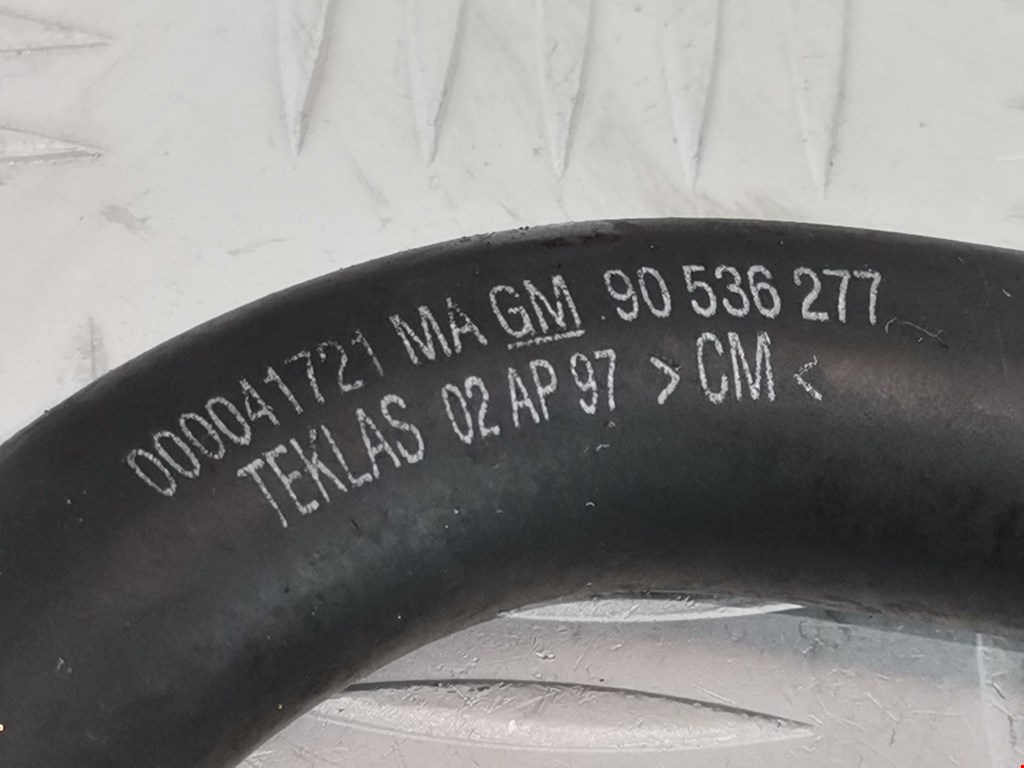 000041721 MA GM 90 536 277
TEKLAS 02 AP 97 >CM<